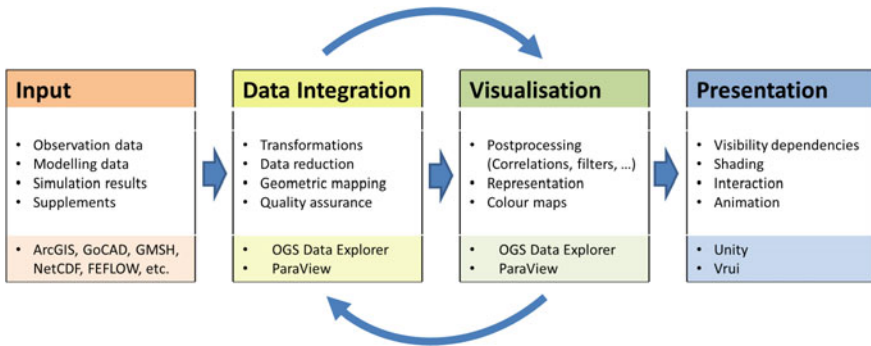 Input
• Observation data
• Modelling data
• Simulation results
• Supplements
• ArcGIS, GoCAD, GMSH,
NetCDF, FEFLOW, etc.
Data Integration
• Transformations
• Data reduction
• Geometric mapping
• Quality assurance
• OGS Data Explorer
• ParaView
Visualisation
• Postprocessing
(Correlations, filters, ...)
• Representation
• Colour maps
• OGS Data Explorer
• ParaView
Presentation
• Visibility dependencies
• Shading
• Interaction
• Animation
• Unity
• Vrui